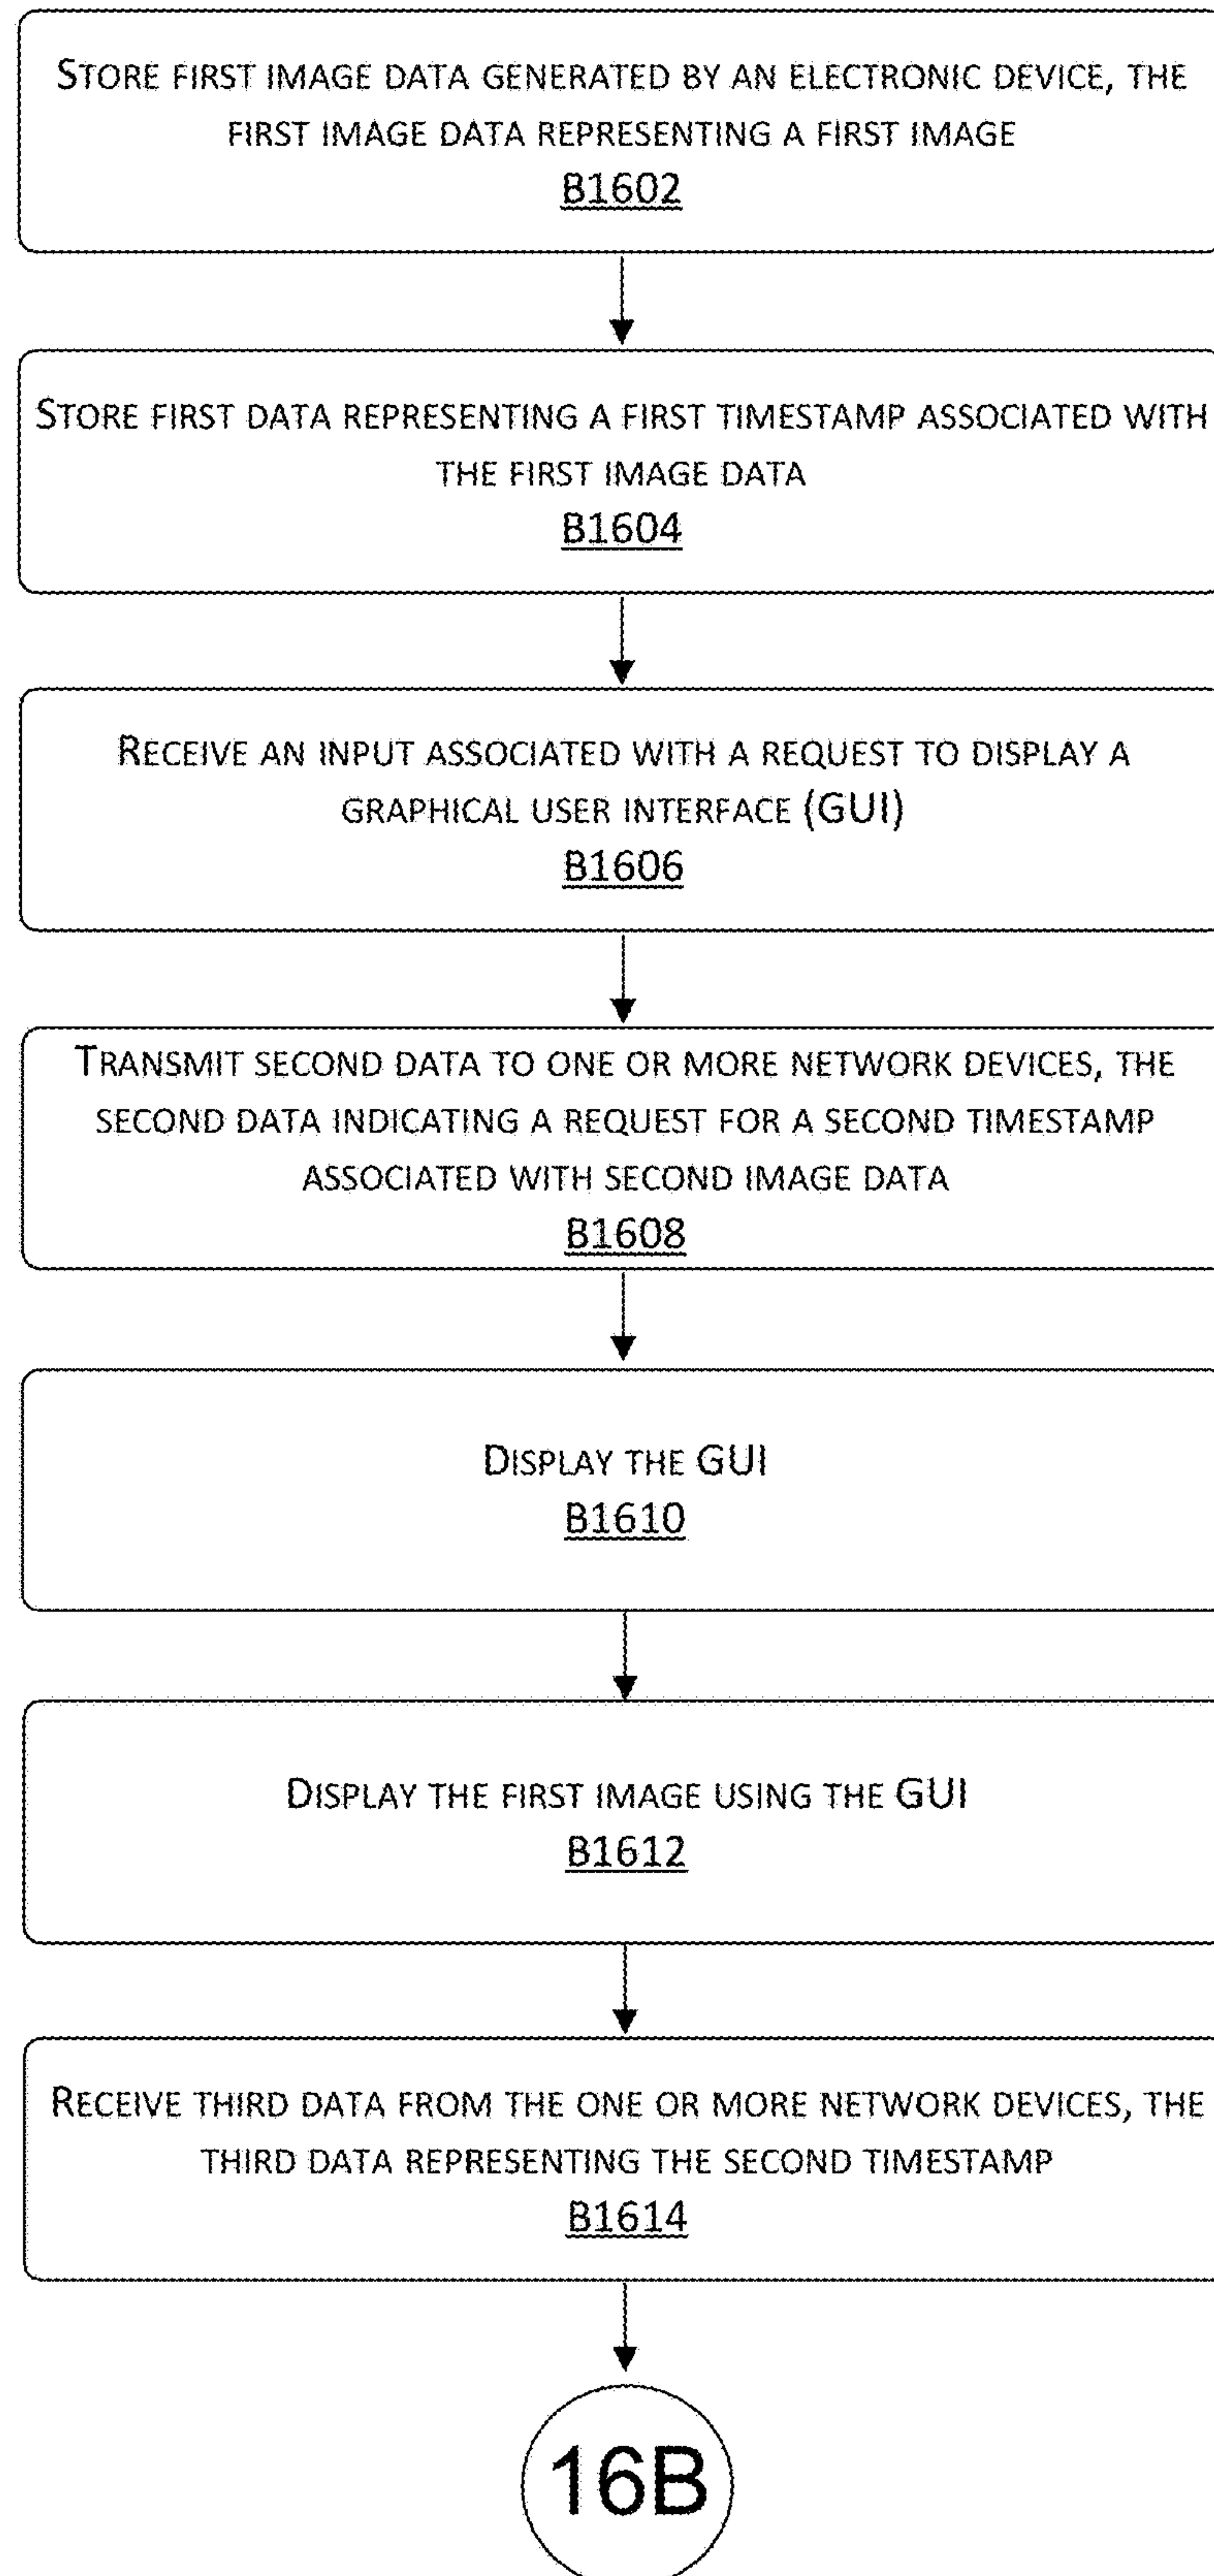 STORE FIRST IMAGE DATA GENERATED BY AN ELECTRONIC DEVICE, THE
FIRST IMAGE DATA REPRESENTING A FIRST IMAGE
B1602
STORE FIRST DATA REPRESENTING A FIRST TIMESTAMP ASSOCIATED WITH
THE FIRST IMAGE DATA
B1604
RECEIVE AN INPUT ASSOCIATED WITH A REQUEST TO DISPLAY A
GRAPHICAL USER INTERFACE (GUI)
B1606
TRANSMIT SECOND DATA TO ONE OR MORE NETWORK DEVICES, THE
SECOND DATA INDICATING A REQUEST FOR A SECOND TIMESTAMP
ASSOCIATED WITH SECOND IMAGE DATA
B1608
DISPLAY THE GUI
B1610
DISPLAY THE FIRST IMAGE USING THE GUI
B1612
RECEIVE THIRD DATA FROM THE ONE OR MORE NETWORK DEVICES, THE
THIRD DATA REPRESENTING THE SECOND TIMESTAMP
B1614
16B